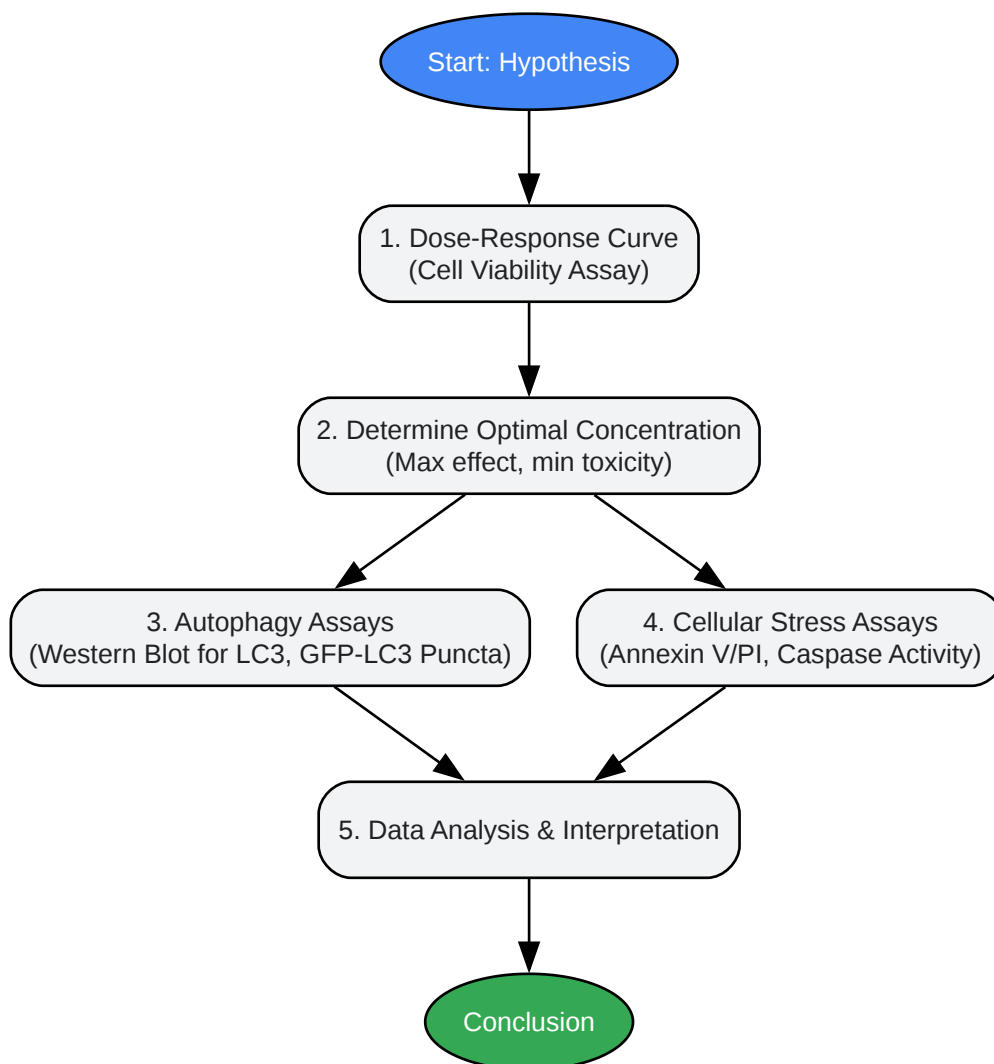 Start: Hypothesis
1. Dose-Response Curve
(Cell Viability Assay)
2. Determine Optimal Concentration
(Max effect, min toxicity)
3. Autophagy Assays
(Western Blot for LC3, GFP-LC3 Puncta)
4. Cellular Stress Assays
(Annexin V/PI, Caspase Activity)
5. Data Analysis & Interpretation
Conclusion